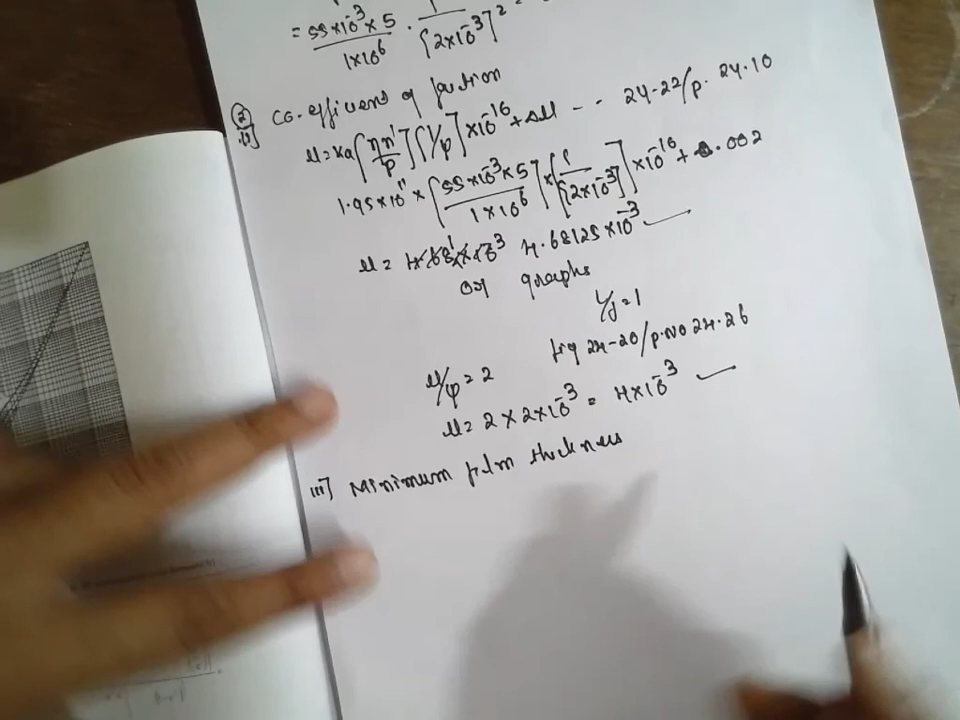 = 55×10⁻³×5 / 1×10⁶ · 1 / [2×10⁻³]²
② Co-efficient of friction
ii] μ = Ka [ηn' / p] [1/ψ] ×10⁻¹⁰ + Δμ -- 24-22/p. 24.10
1.95×10¹¹ × [55×10⁻³×5 / 1×10⁶] × [1 / [2×10⁻³]] ×10⁻¹⁰ + 0.002
μ = 4.68125×10⁻³
or graphs
L/d = 1
μ/ψ = 2 fig 24-20/p.No 24.26
μ = 2 × 2×10⁻³ = 4×10⁻³
iii] Minimum film thickness